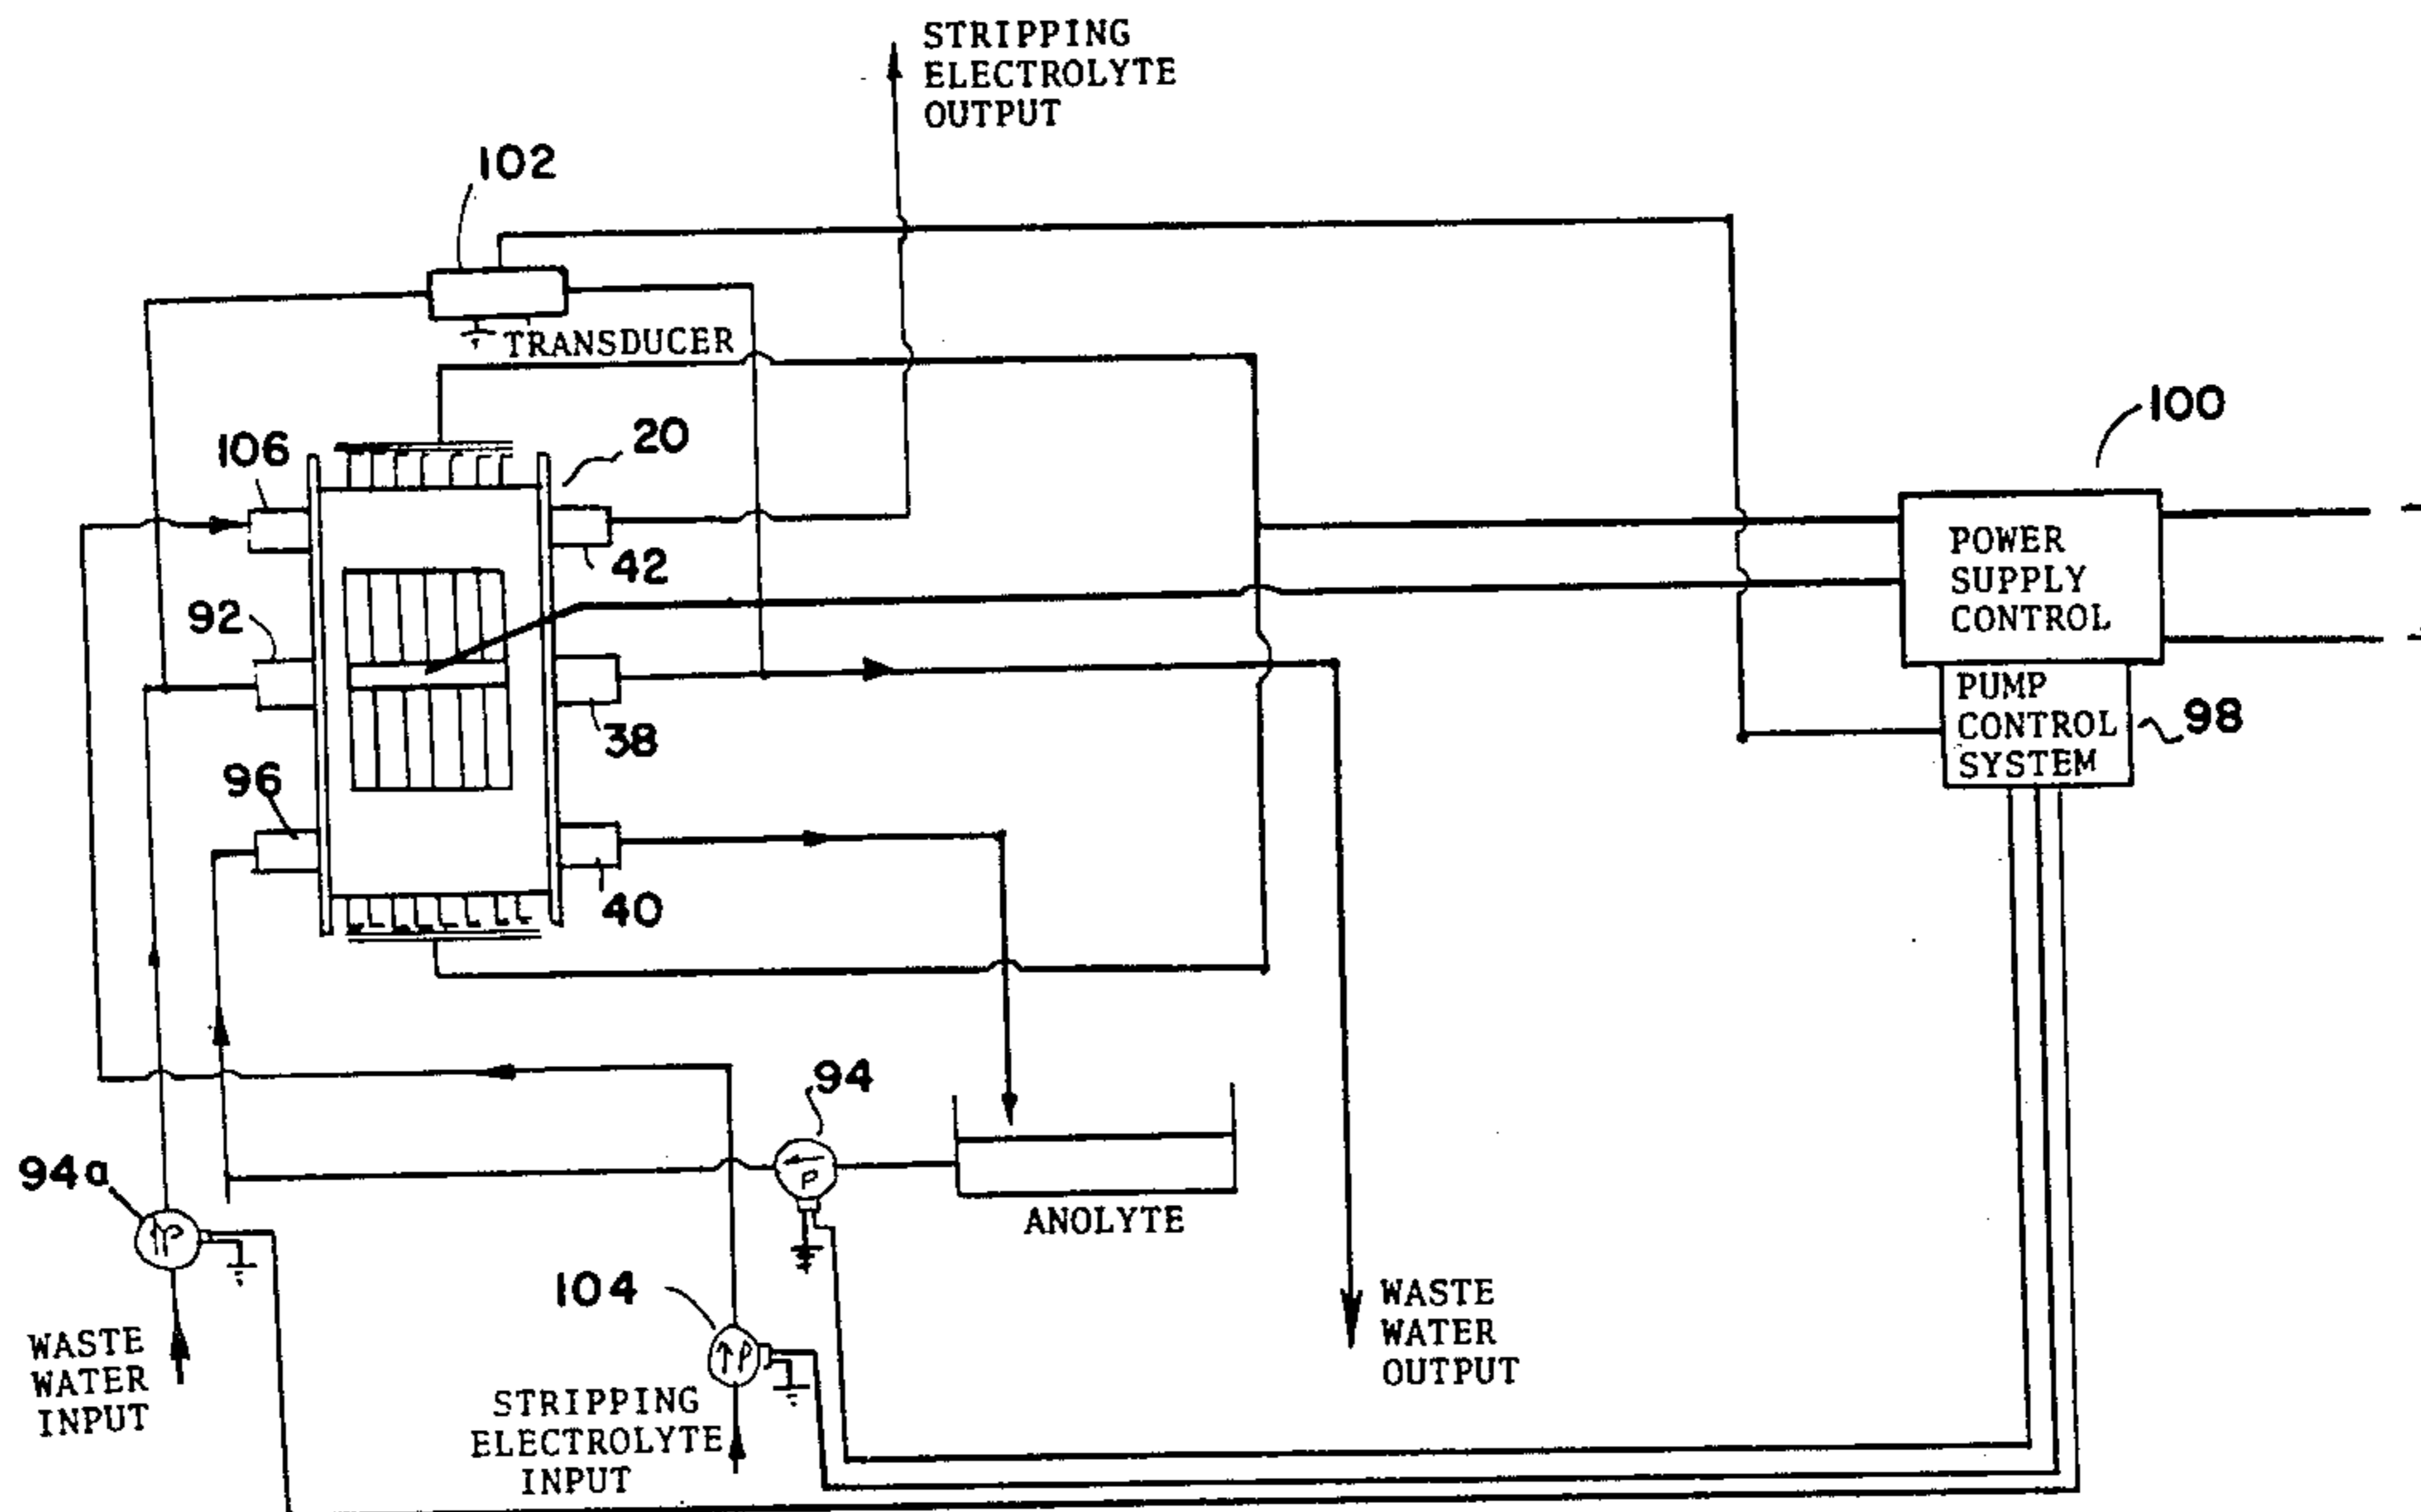 STRIPPING
ELECTROLYTE
OUTPUT
102
TRANSDUCER
100
106
20
POWER
SUPPLY
CONTROL
42
92
PUMP
CONTROL
SYSTEM
98
38
96
40
94
94a
P
ANOLYTE
P
104
P
WASTE
WATER
OUTPUT
WASTE
WATER
INPUT
STRIPPING
ELECTROLYTE
INPUT